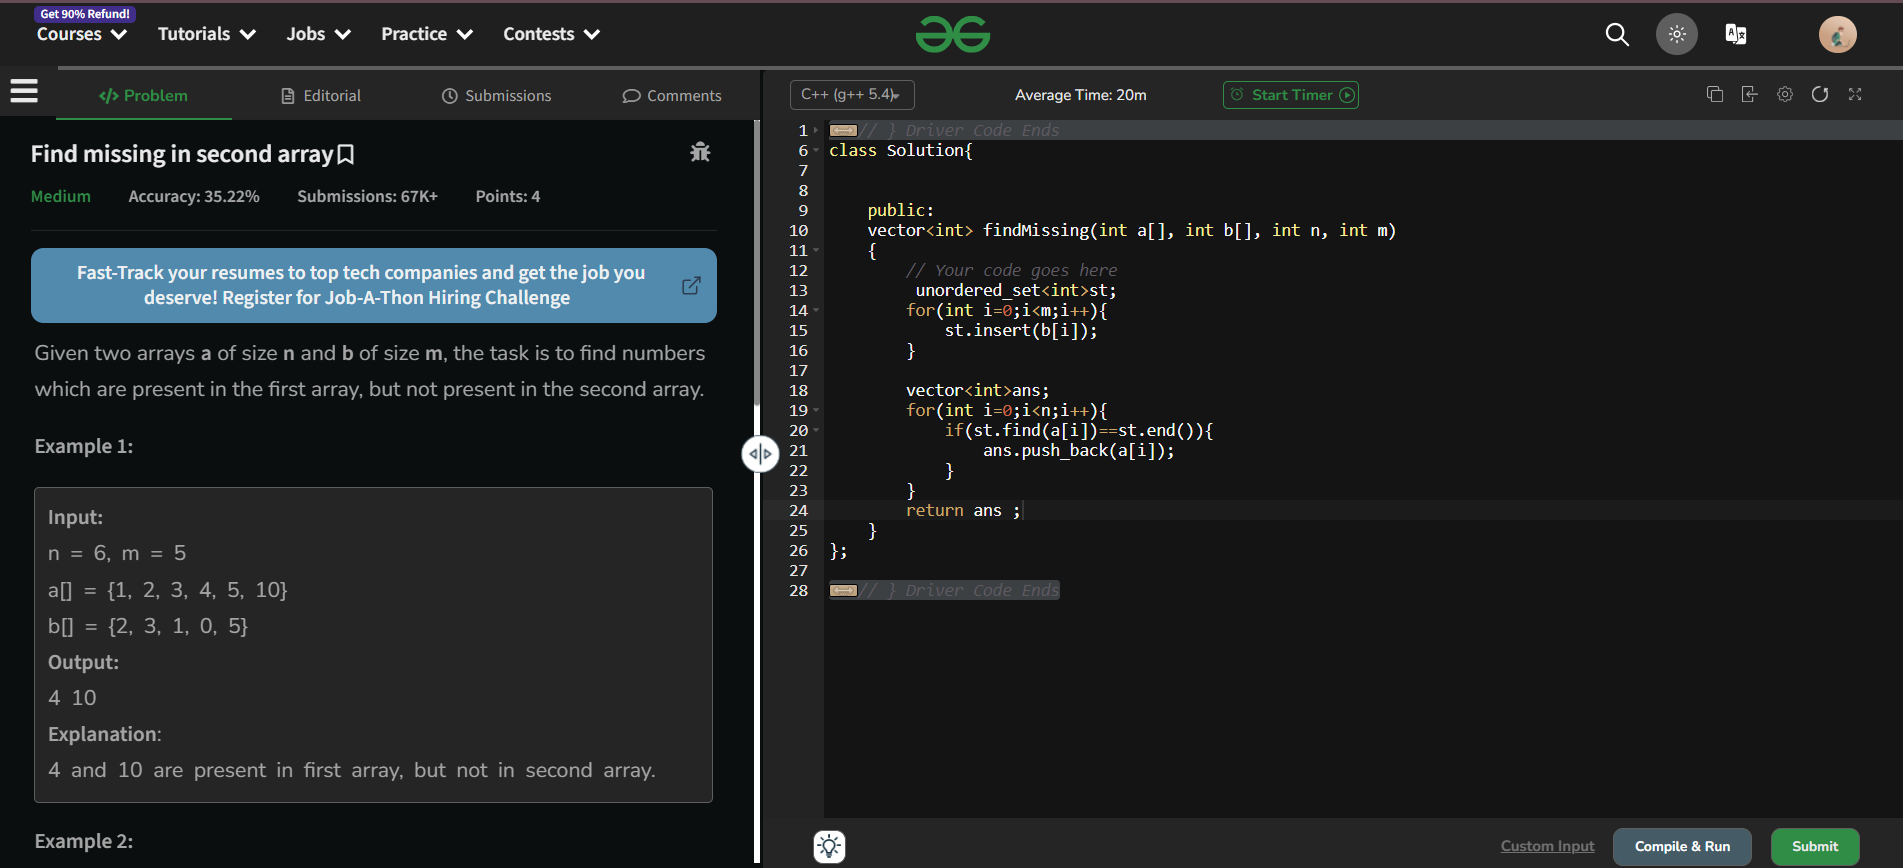 Get 90% Refund!
Courses Tutorials Jobs Practice Contests
</> Problem Editorial Submissions Comments
C++ (g++ 5.4) Average Time: 20m Start Timer
Find missing in second array
Medium Accuracy: 35.22% Submissions: 67K+ Points: 4
Fast-Track your resumes to top tech companies and get the job you
deserve! Register for Job-A-Thon Hiring Challenge
Given two arrays a of size n and b of size m, the task is to find numbers
which are present in the first array, but not present in the second array.
Example 1:
Input:
n = 6, m = 5
a[] = {1, 2, 3, 4, 5, 10}
b[] = {2, 3, 1, 0, 5}
Output:
4 10
Explanation:
4 and 10 are present in first array, but not in second array.
Example 2:
1 // } Driver Code Ends
6 class Solution{
7
8
9 public:
10 vector<int> findMissing(int a[], int b[], int n, int m)
11 {
12 // Your code goes here
13 unordered_set<int>st;
14 for(int i=0;i<m;i++){
15 st.insert(b[i]);
16 }
17
18 vector<int>ans;
19 for(int i=0;i<n;i++){
20 if(st.find(a[i])==st.end()){
21 ans.push_back(a[i]);
22 }
23 }
24 return ans ;
25 }
26 };
27
28 // } Driver Code Ends
Custom Input Compile & Run Submit